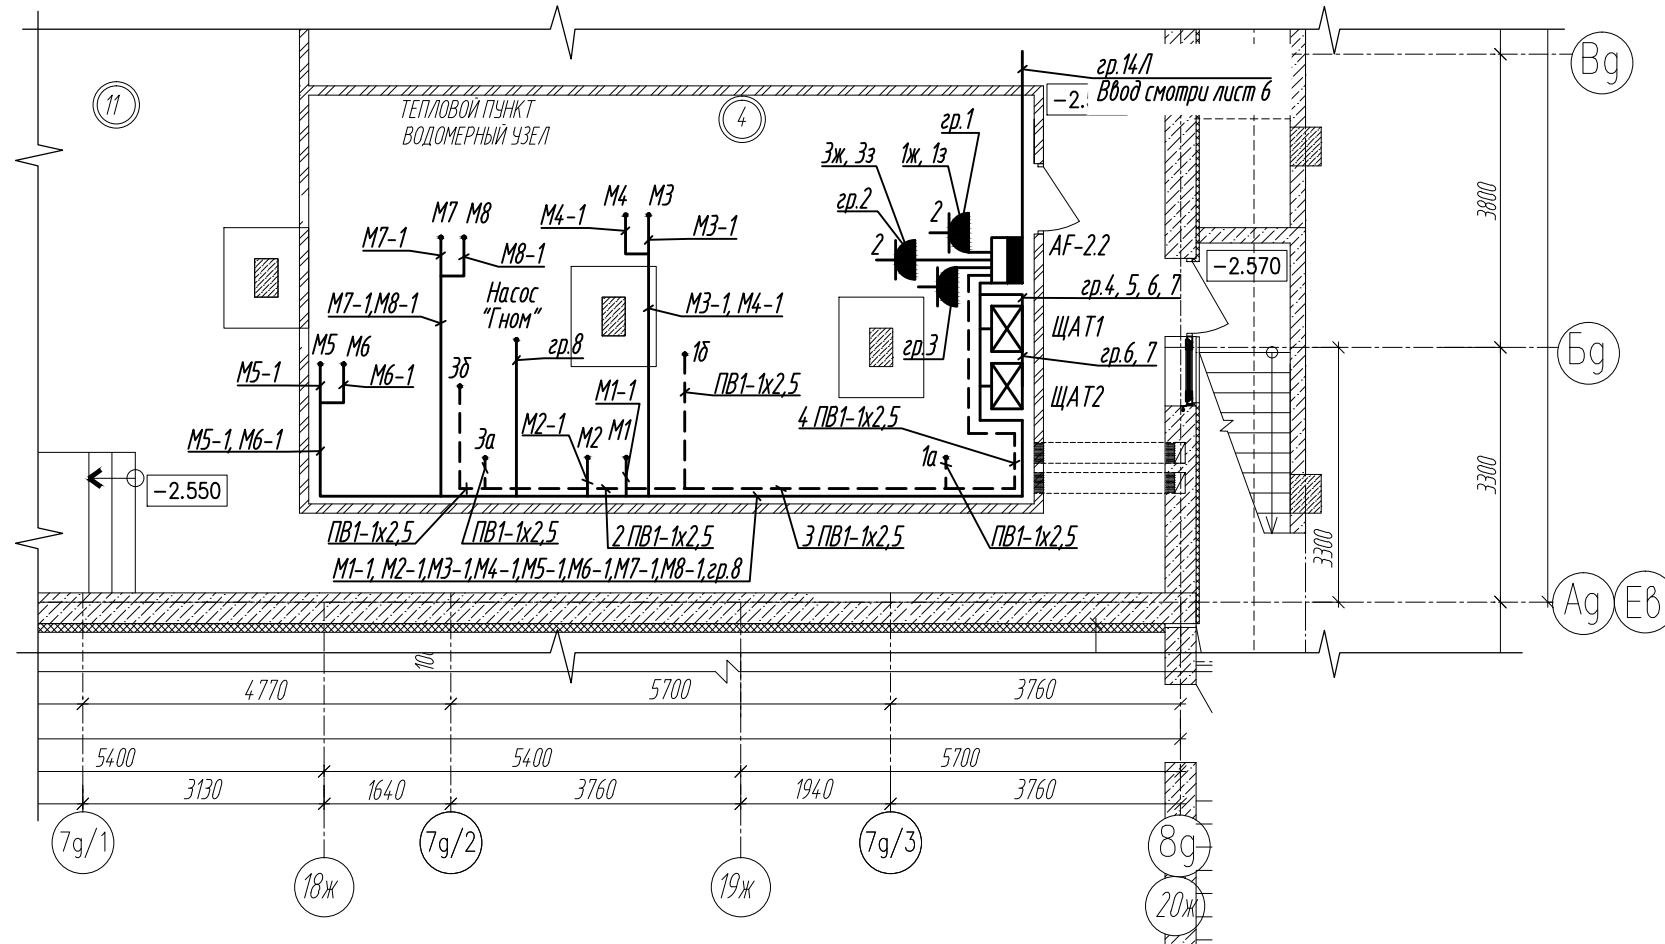 Вg
гр.14Л
Ввод смотри лист 6
-2.
11
ТЕПЛОВОЙ ПУНКТ
ВОДОМЕРНЫЙ УЗЕЛ
4
гр.1
3ж, 3з
1ж, 1з
гр.2
2
2
М4
М3
М4-1
М3-1
М7
М8
М7-1
М8-1
AF-2.2
-2.570
3800
Насос
"Гном"
М7-1,М8-1
М3-1, М4-1
гр.4, 5, 6, 7
ЩАТ1
гр.3
гр.6, 7
Бg
М5
М6
гр.8
1б
3б
М5-1
М6-1
М1-1
ПВ1-1х2,5
ЩАТ2
4 ПВ1-1х2,5
М2-1
М2
М1
М5-1, М6-1
3а
1а
-2.550
3300
3300
ПВ1-1х2,5
ПВ1-1х2,5
2 ПВ1-1х2,5
3 ПВ1-1х2,5
ПВ1-1х2,5
М1-1, М2-1,М3-1,М4-1,М5-1,М6-1,М7-1,М8-1,гр.8
Аg
Ев
100
4770
5700
3760
5400
5400
5700
3130
1640
3760
1940
3760
7g/1
7g/2
7g/3
8g
18ж
19ж
20ж